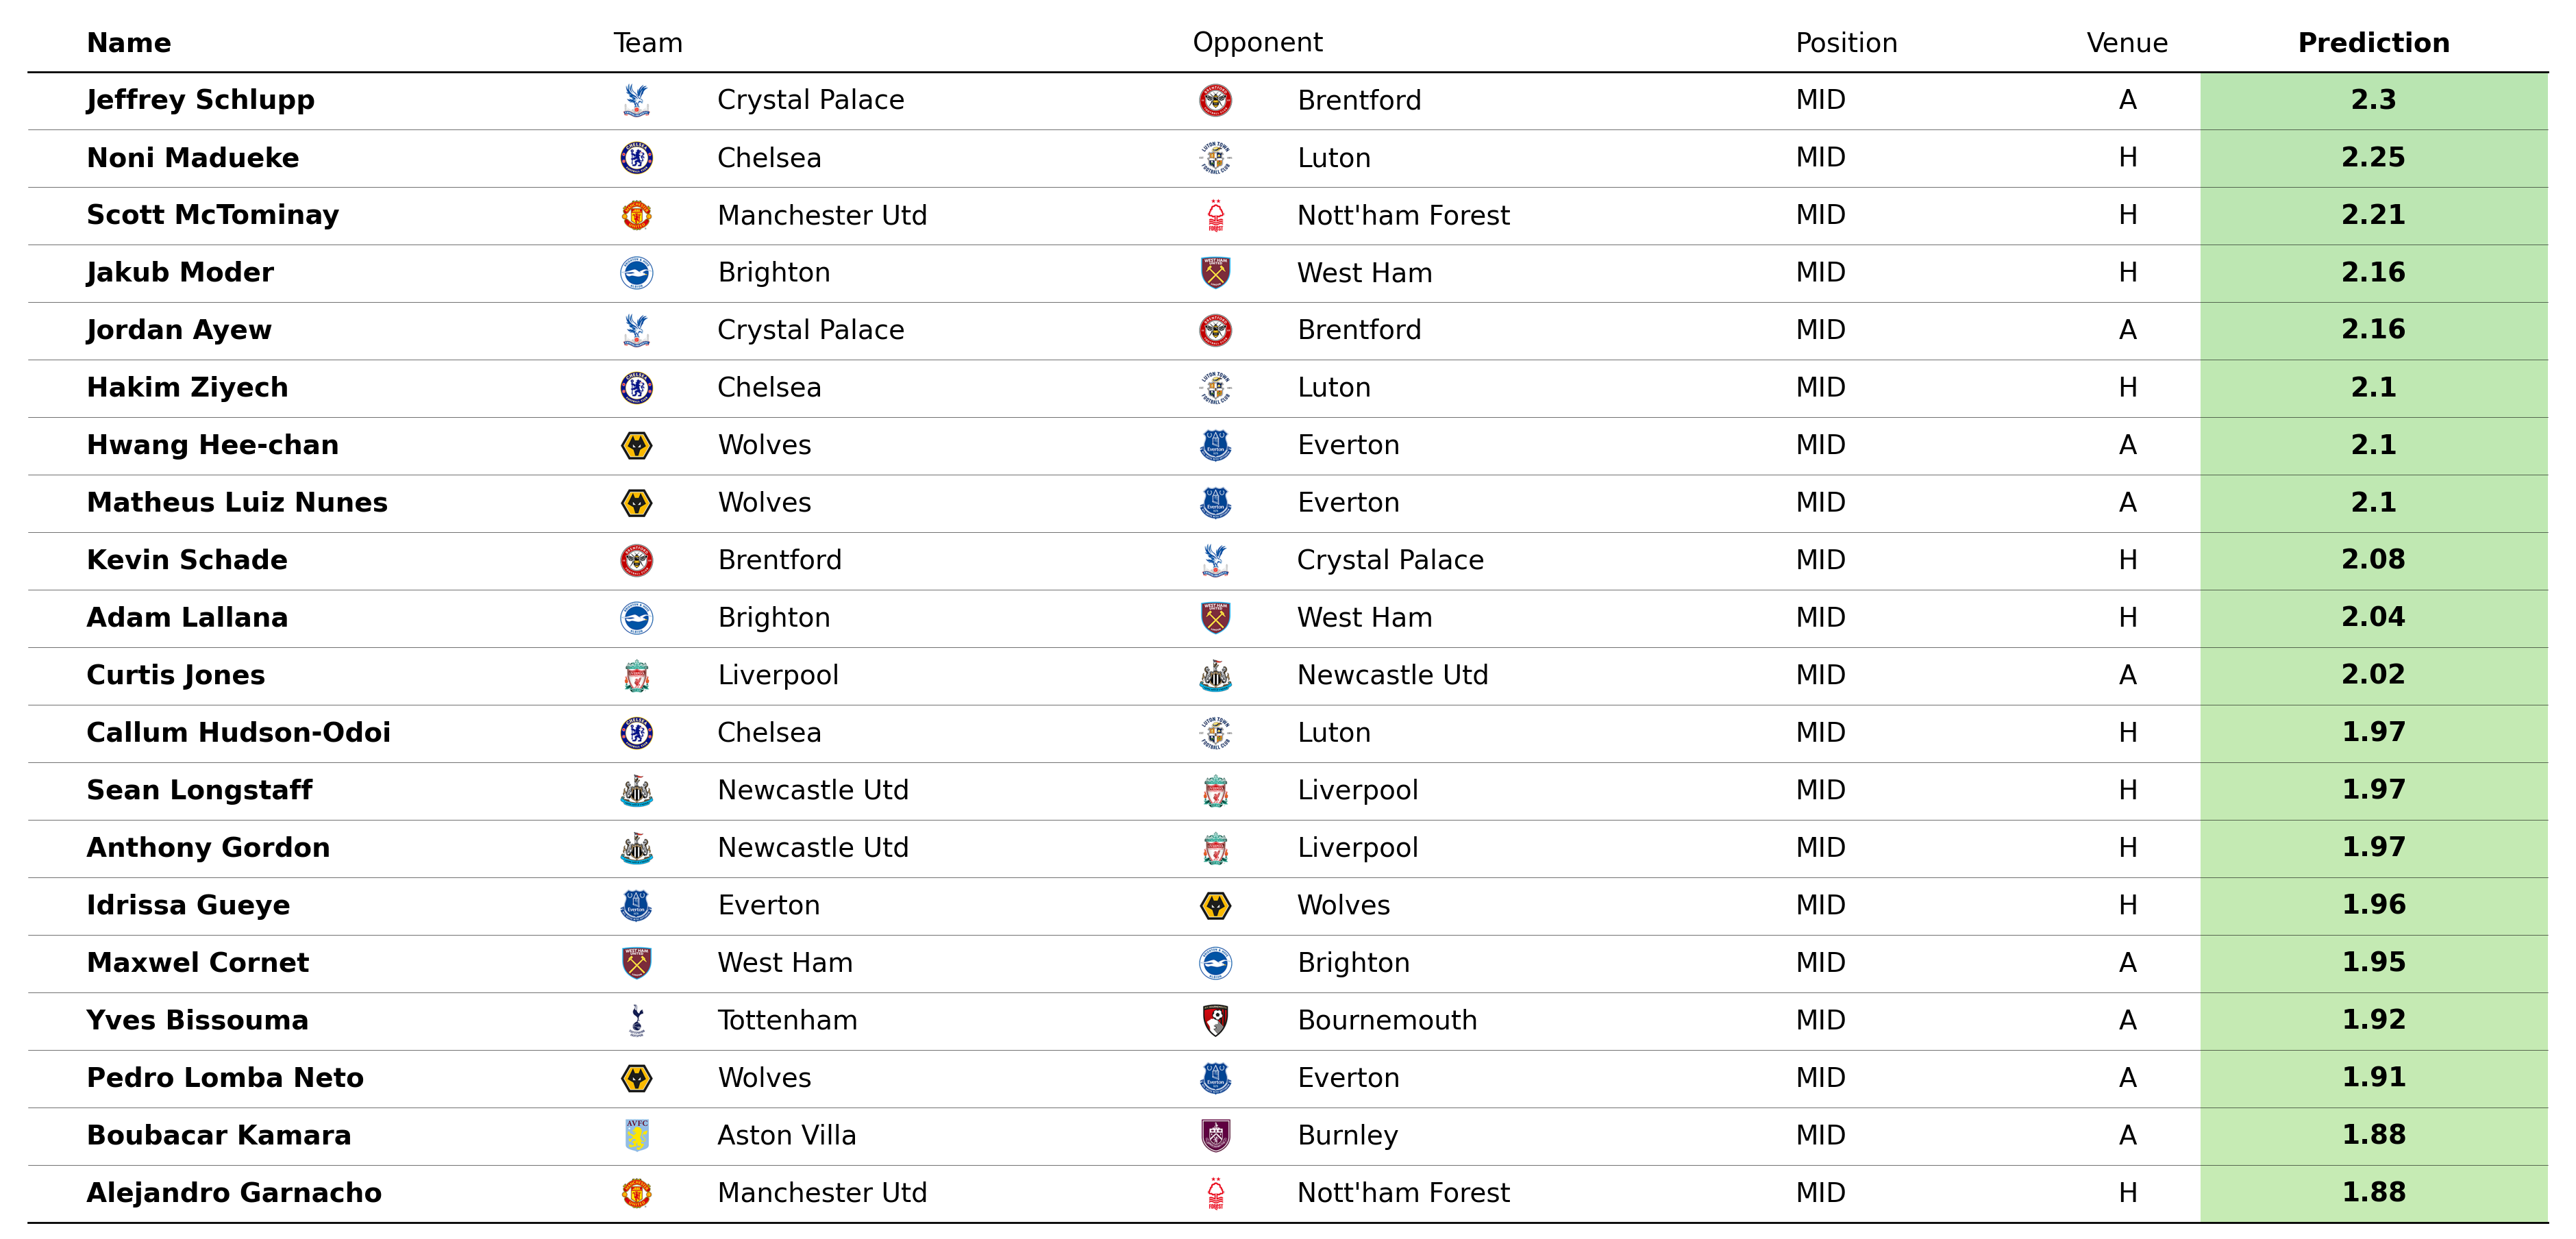 Name Team Opponent Position Venue Prediction
Jeffrey Schlupp Crystal Palace Brentford MID A 2.3
Noni Madueke Chelsea Luton MID H 2.25
Scott McTominay Manchester Utd Nott'ham Forest MID H 2.21
Jakub Moder Brighton West Ham MID H 2.16
Jordan Ayew Crystal Palace Brentford MID A 2.16
Hakim Ziyech Chelsea Luton MID H 2.1
Hwang Hee-chan Wolves Everton MID A 2.1
Matheus Luiz Nunes Wolves Everton MID A 2.1
Kevin Schade Brentford Crystal Palace MID H 2.08
Adam Lallana Brighton West Ham MID H 2.04
Curtis Jones Liverpool Newcastle Utd MID A 2.02
Callum Hudson-Odoi Chelsea Luton MID H 1.97
Sean Longstaff Newcastle Utd Liverpool MID H 1.97
Anthony Gordon Newcastle Utd Liverpool MID H 1.97
Idrissa Gueye Everton Wolves MID H 1.96
Maxwel Cornet West Ham Brighton MID A 1.95
Yves Bissouma Tottenham Bournemouth MID A 1.92
Pedro Lomba Neto Wolves Everton MID A 1.91
Boubacar Kamara Aston Villa Burnley MID A 1.88
Alejandro Garnacho Manchester Utd Nott'ham Forest MID H 1.88